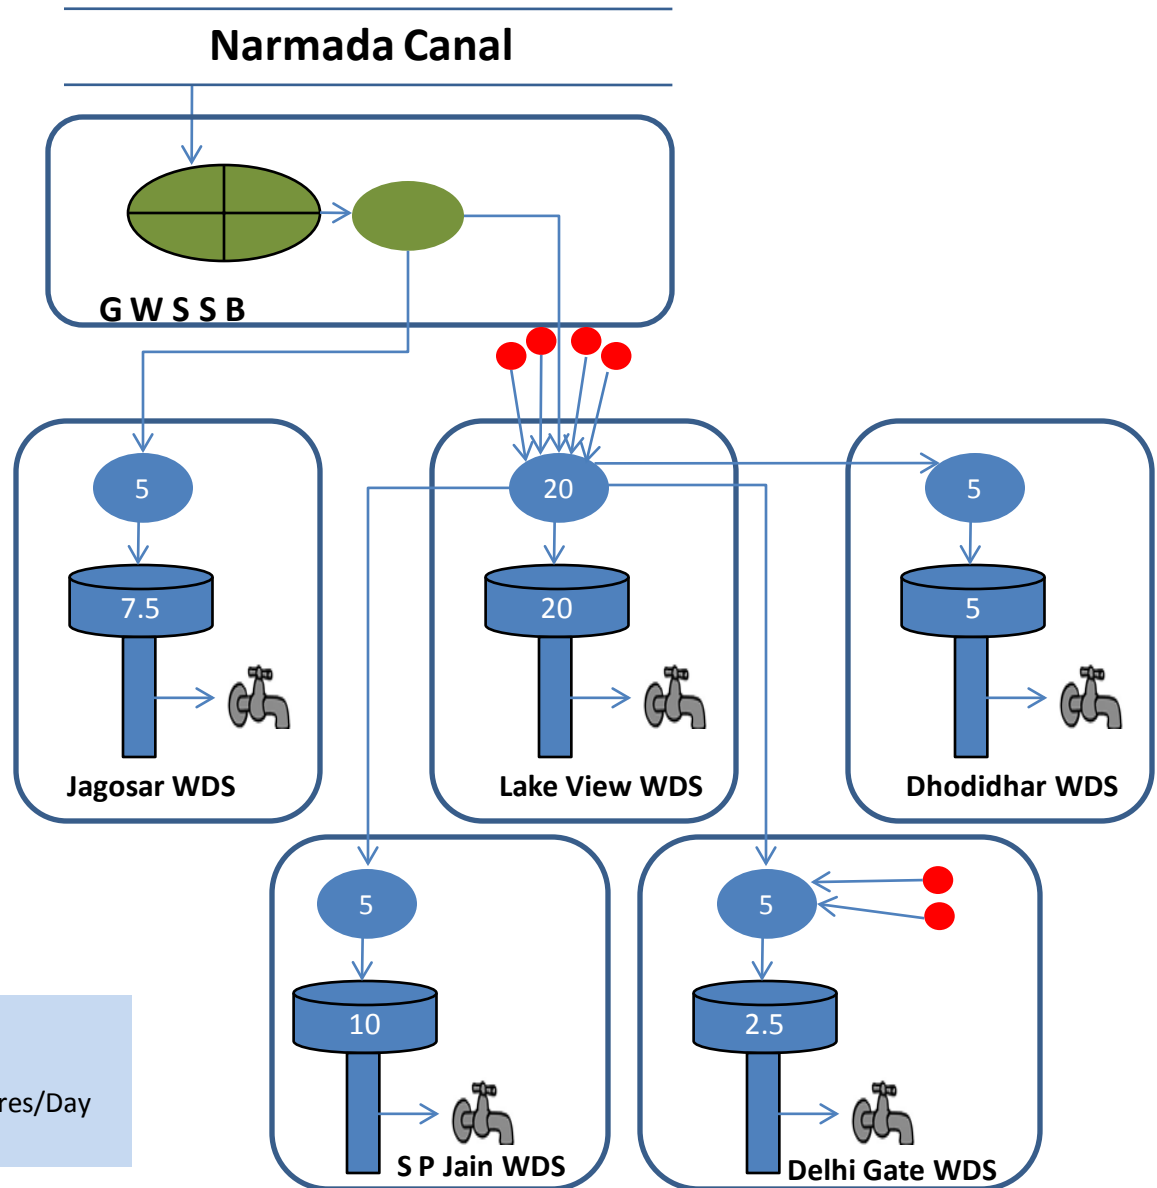 Narmada Canal
G W S S B
5
20
5
7.5
20
5
Jagosar WDS
Lake View WDS
Dhodidhar WDS
5
5
10
2.5
res/Day
S P Jain WDS
Delhi Gate WDS